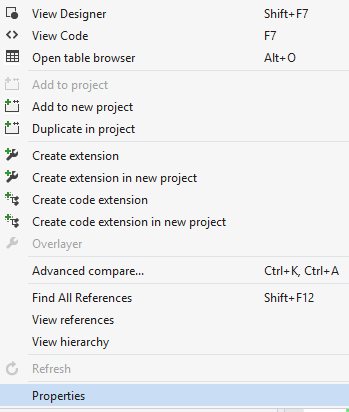 View Designer Shift+F7
View Code F7
Open table browser Alt+O
Add to project
Add to new project
Duplicate in project
Create extension
Create extension in new project
Create code extension
Create code extension in new project
Overlayer
Advanced compare... Ctrl+K, Ctrl+A
Find All References Shift+F12
View references
View hierarchy
Refresh
Properties